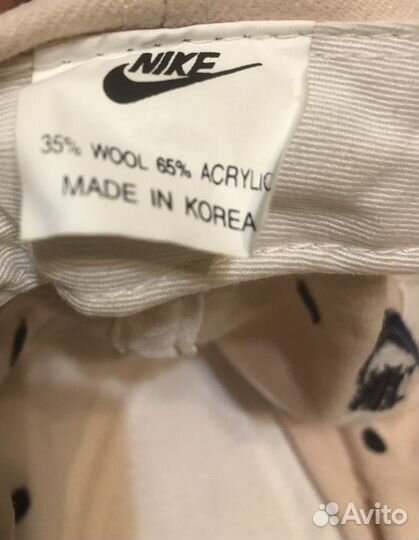 NIKE
35% WOOL 65% ACRYLIC
MADE IN KOREA
Avito